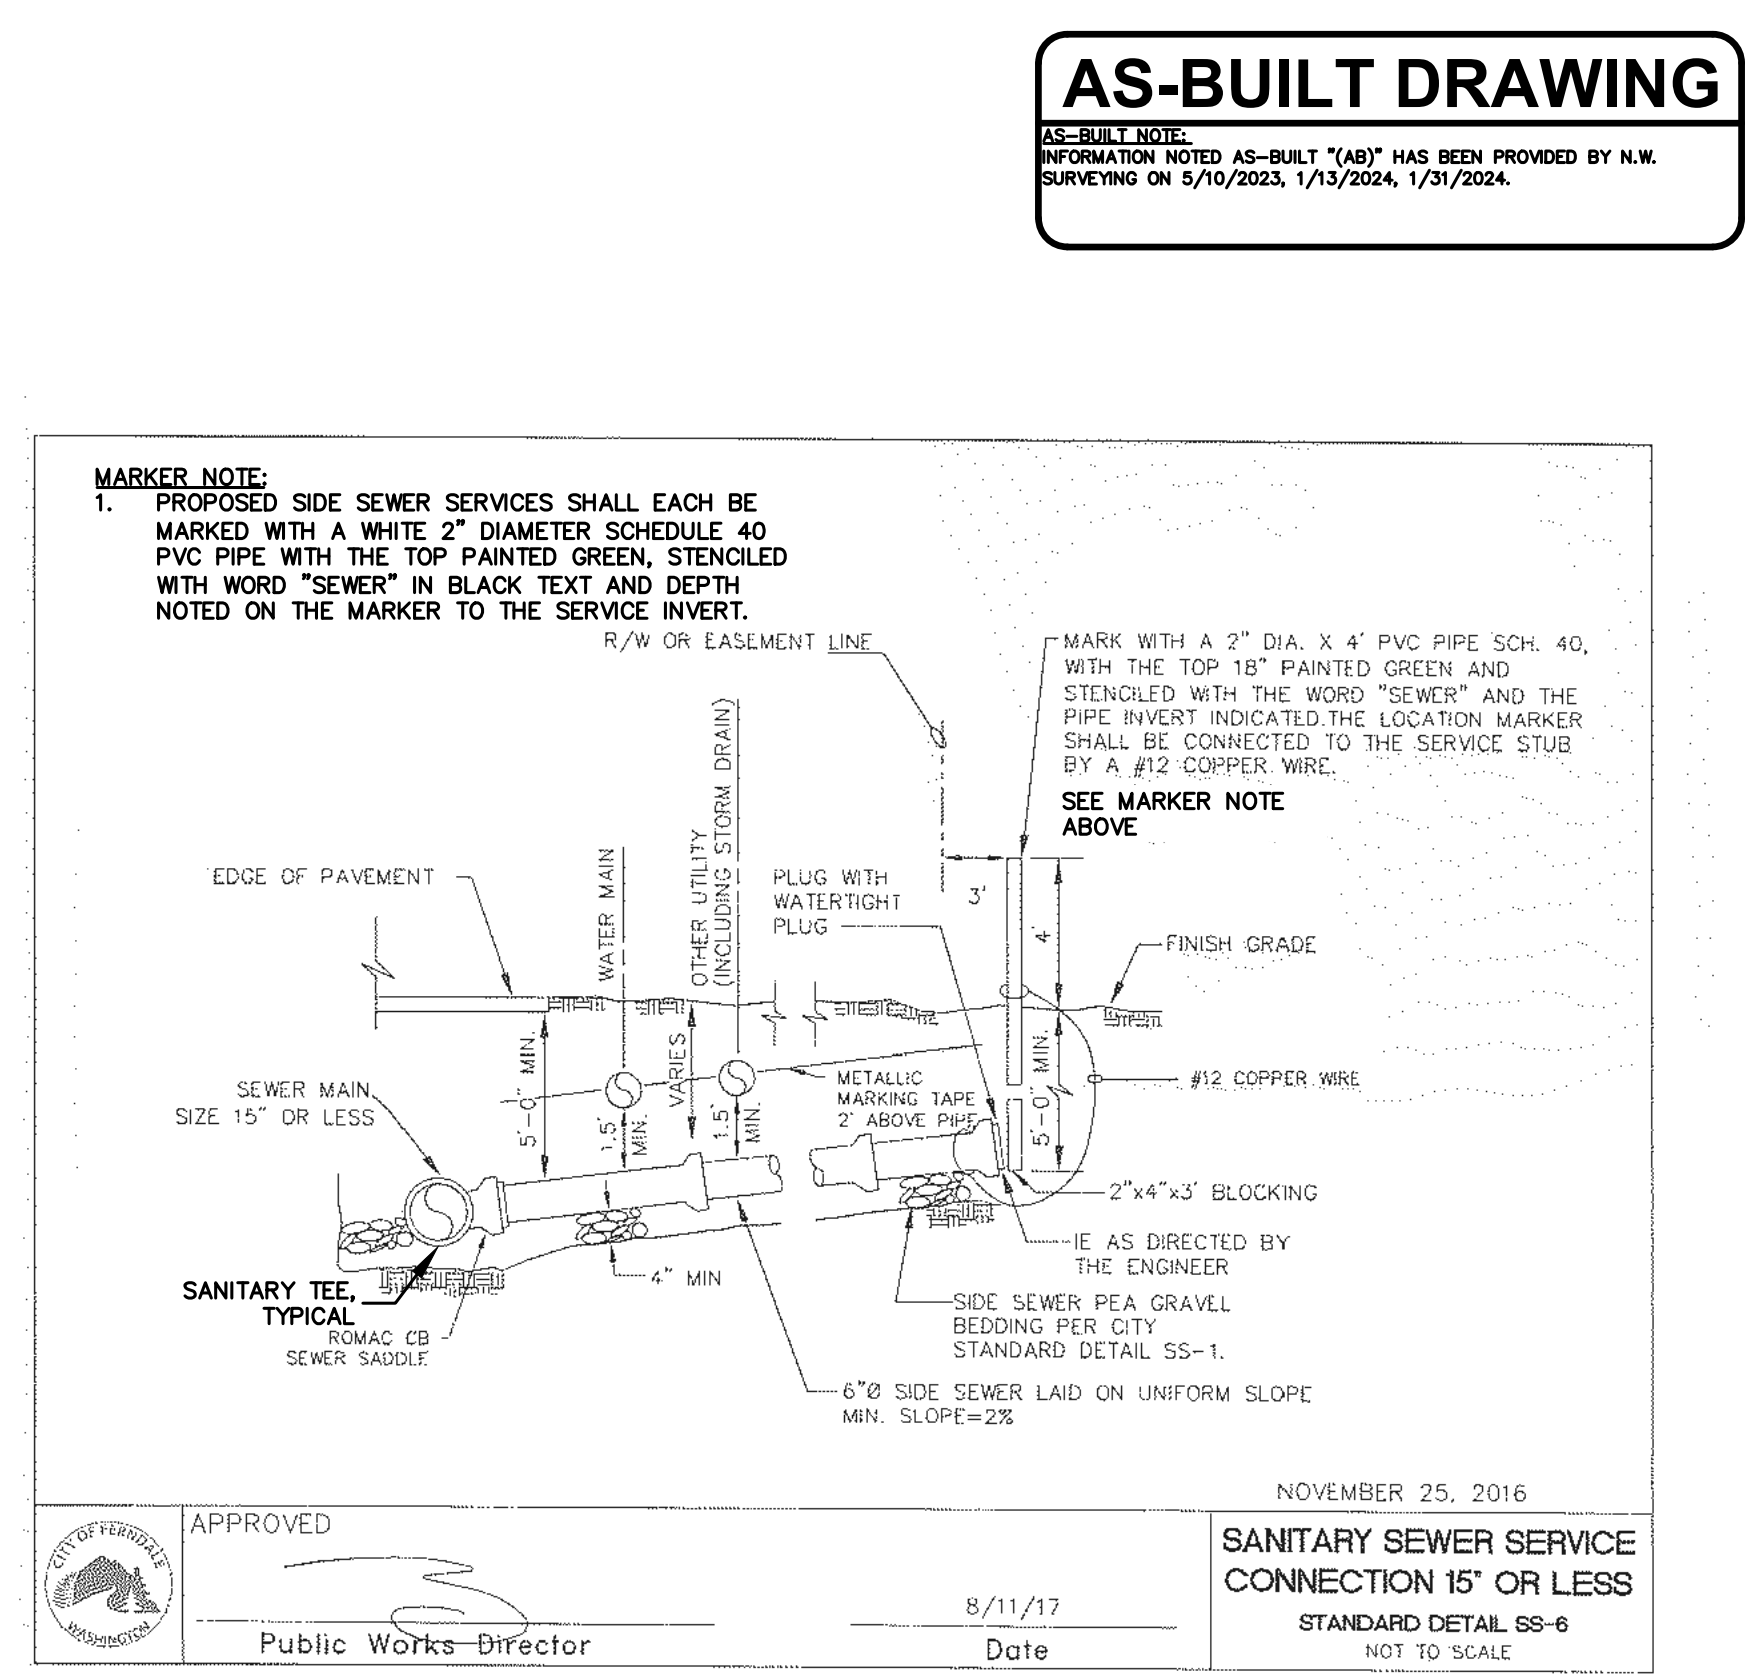 AS-BUILT DRAWING
AS-BUILT NOTE:
INFORMATION NOTED AS-BUILT "(AB)" HAS BEEN PROVIDED BY N.W.
SURVEYING ON 5/10/2023, 1/13/2024, 1/31/2024.
MARKER NOTE:
1. PROPOSED SIDE SEWER SERVICES SHALL EACH BE
MARKED WITH A WHITE 2" DIAMETER SCHEDULE 40
PVC PIPE WITH THE TOP PAINTED GREEN, STENCILED
WITH WORD "SEWER" IN BLACK TEXT AND DEPTH
NOTED ON THE MARKER TO THE SERVICE INVERT.
R/W OR EASEMENT LINE
MARK WITH A 2" DIA. X 4' PVC PIPE SCH. 40,
WITH THE TOP 18" PAINTED GREEN AND
STENCILED WITH THE WORD "SEWER" AND THE
PIPE INVERT INDICATED.THE LOCATION MARKER
SHALL BE CONNECTED TO THE SERVICE STUB
BY A #12 COPPER WIRE.
SEE MARKER NOTE
ABOVE
EDGE OF PAVEMENT
WATER MAIN
OTHER UTILITY
(INCLUDING STORM DRAIN)
PLUG WITH
WATERTIGHT
PLUG
3'
4'
FINISH GRADE
5'-0" MIN.
VARIES
1.5'
MIN.
1.5'
MIN.
METALLIC
MARKING TAPE
2' ABOVE PIPE
5'-0" MIN.
#12 COPPER WIRE
SEWER MAIN
SIZE 15" OR LESS
2"x4"x3' BLOCKING
IE AS DIRECTED BY
THE ENGINEER
4" MIN
SANITARY TEE,
TYPICAL
ROMAC CB
SEWER SADDLE
SIDE SEWER PEA GRAVEL
BEDDING PER CITY
STANDARD DETAIL SS-1.
6"Ø SIDE SEWER LAID ON UNIFORM SLOPE
MIN. SLOPE=2%
NOVEMBER 25, 2016
CITY OF FERNDALE
WASHINGTON
APPROVED
Public Works Director
8/11/17
Date
SANITARY SEWER SERVICE
CONNECTION 15" OR LESS
STANDARD DETAIL SS-6
NOT TO SCALE